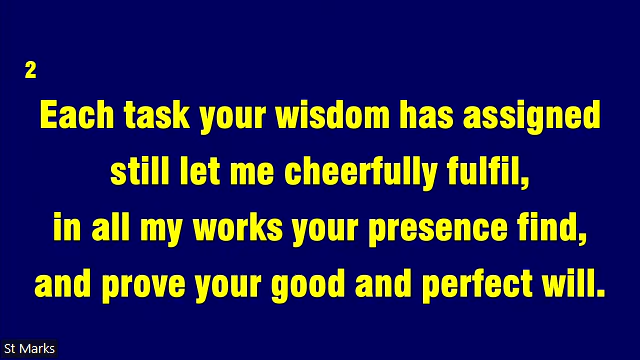 2
Each task your wisdom has assigned
still let me cheerfully fulfil,
in all my works your presence find,
and prove your good and perfect will.
St Marks